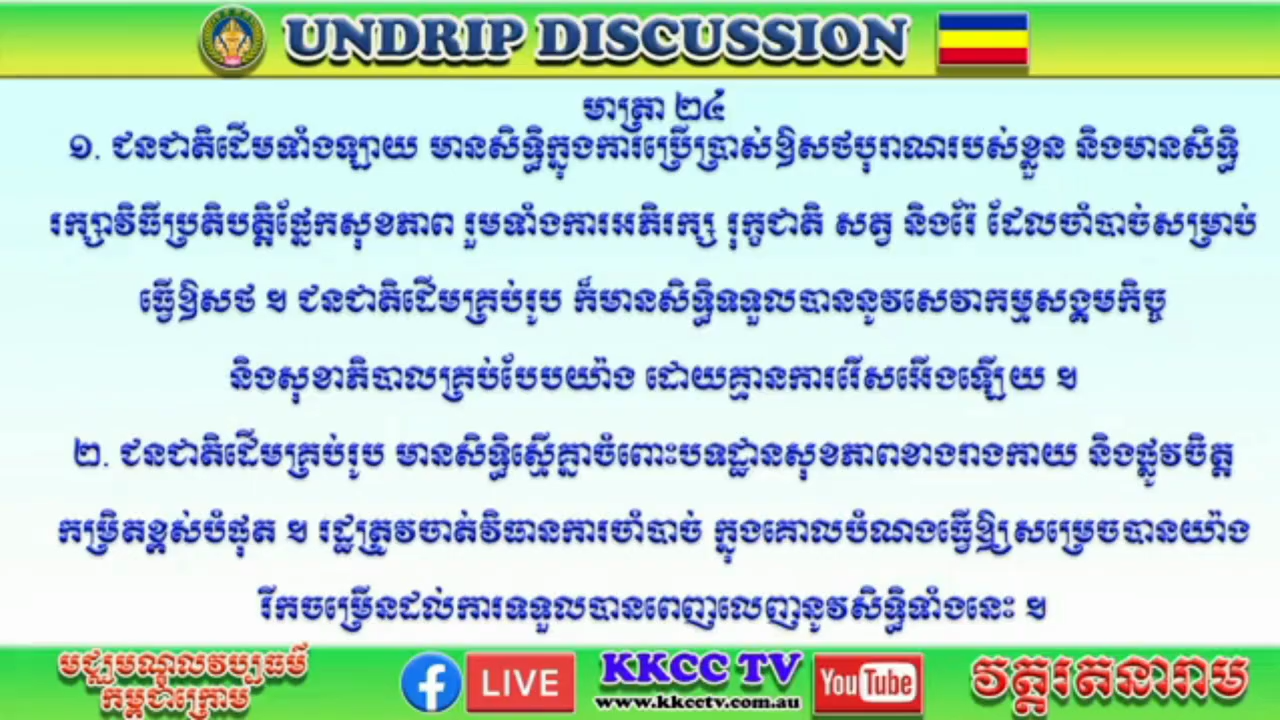 UNDRIP DISCUSSION
មាត្រា ២៤
១. ជនជាតិដើមទាំងឡាយ មានសិទ្ធិក្នុងការប្រើប្រាស់ឱសថបុរាណរបស់ខ្លួន និងមានសិទ្ធិ
រក្សាវិធីប្រតិបត្តិផ្នែកសុខភាព រួមទាំងការអភិរក្ស រុក្ខជាតិ សត្វ និងរ៉ែ ដែលចាំបាច់សម្រាប់
ធ្វើឱសថ ។ ជនជាតិដើមគ្រប់រូប ក៏មានសិទ្ធិទទួលបាននូវសេវាកម្មសង្គមកិច្ច
និងសុខាភិបាលគ្រប់បែបយ៉ាង ដោយគ្មានការរើសអើងឡើយ ។
២. ជនជាតិដើមគ្រប់រូប មានសិទ្ធិស្មើគ្នាចំពោះបទដ្ឋានសុខភាពខាងរាងកាយ និងផ្លូវចិត្ត
កម្រិតខ្ពស់បំផុត ។ រដ្ឋត្រូវចាត់វិធានការចាំបាច់ ក្នុងគោលបំណងធ្វើឱ្យសម្រេចបានយ៉ាង
រីកចម្រើនដល់ការទទួលបានពេញលេញនូវសិទ្ធិទាំងនេះ ។
មជ្ឈមណ្ឌលវប្បធម៌
កម្ពុជាក្រោម
f LIVE
KKCC TV
www.kkcctv.com.au
YouTube
វត្តរតនារាម